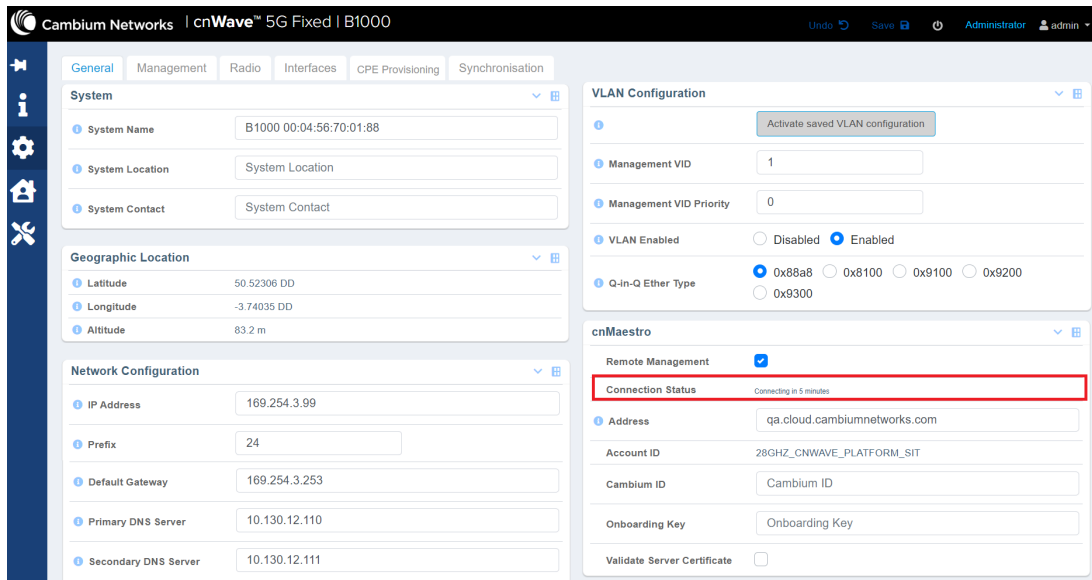 Cambium Networks | cnWave™ 5G Fixed | B1000
Undo Save Administrator admin
General Management Radio Interfaces CPE Provisioning Synchronisation
System
System Name B1000 00:04:56:70:01:88
System Location System Location
System Contact System Contact
Geographic Location
Latitude 50.52306 DD
Longitude -3.74035 DD
Altitude 83.2 m
Network Configuration
IP Address 169.254.3.99
Prefix 24
Default Gateway 169.254.3.253
Primary DNS Server 10.130.12.110
Secondary DNS Server 10.130.12.111
VLAN Configuration
Activate saved VLAN configuration
Management VID 1
Management VID Priority 0
VLAN Enabled Disabled Enabled
Q-in-Q Ether Type 0x88a8 0x8100 0x9100 0x9200
0x9300
cnMaestro
Remote Management
Connection Status Connecting in 5 minutes
Address qa.cloud.cambiumnetworks.com
Account ID 28GHZ_CNWAVE_PLATFORM_SIT
Cambium ID Cambium ID
Onboarding Key Onboarding Key
Validate Server Certificate